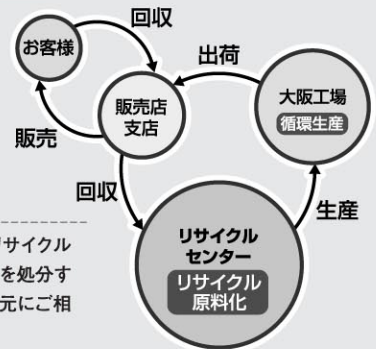 回収
お客様
出荷
販売店
支店
大阪工場
循環生産
販売
回収
生産
リサイクル
センター
リサイクル
原料化
リサイクル
を処分す
元にご相